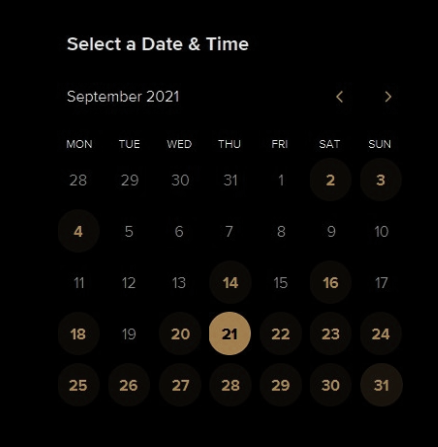 Select a Date & Time
September 2021
MON TUE WED THU FRI SAT SUN
28 29 30 31 1 2 3
4 5 6 7 8 9 10
11 12 13 14 15 16 17
18 19 20 21 22 23 24
25 26 27 28 29 30 31